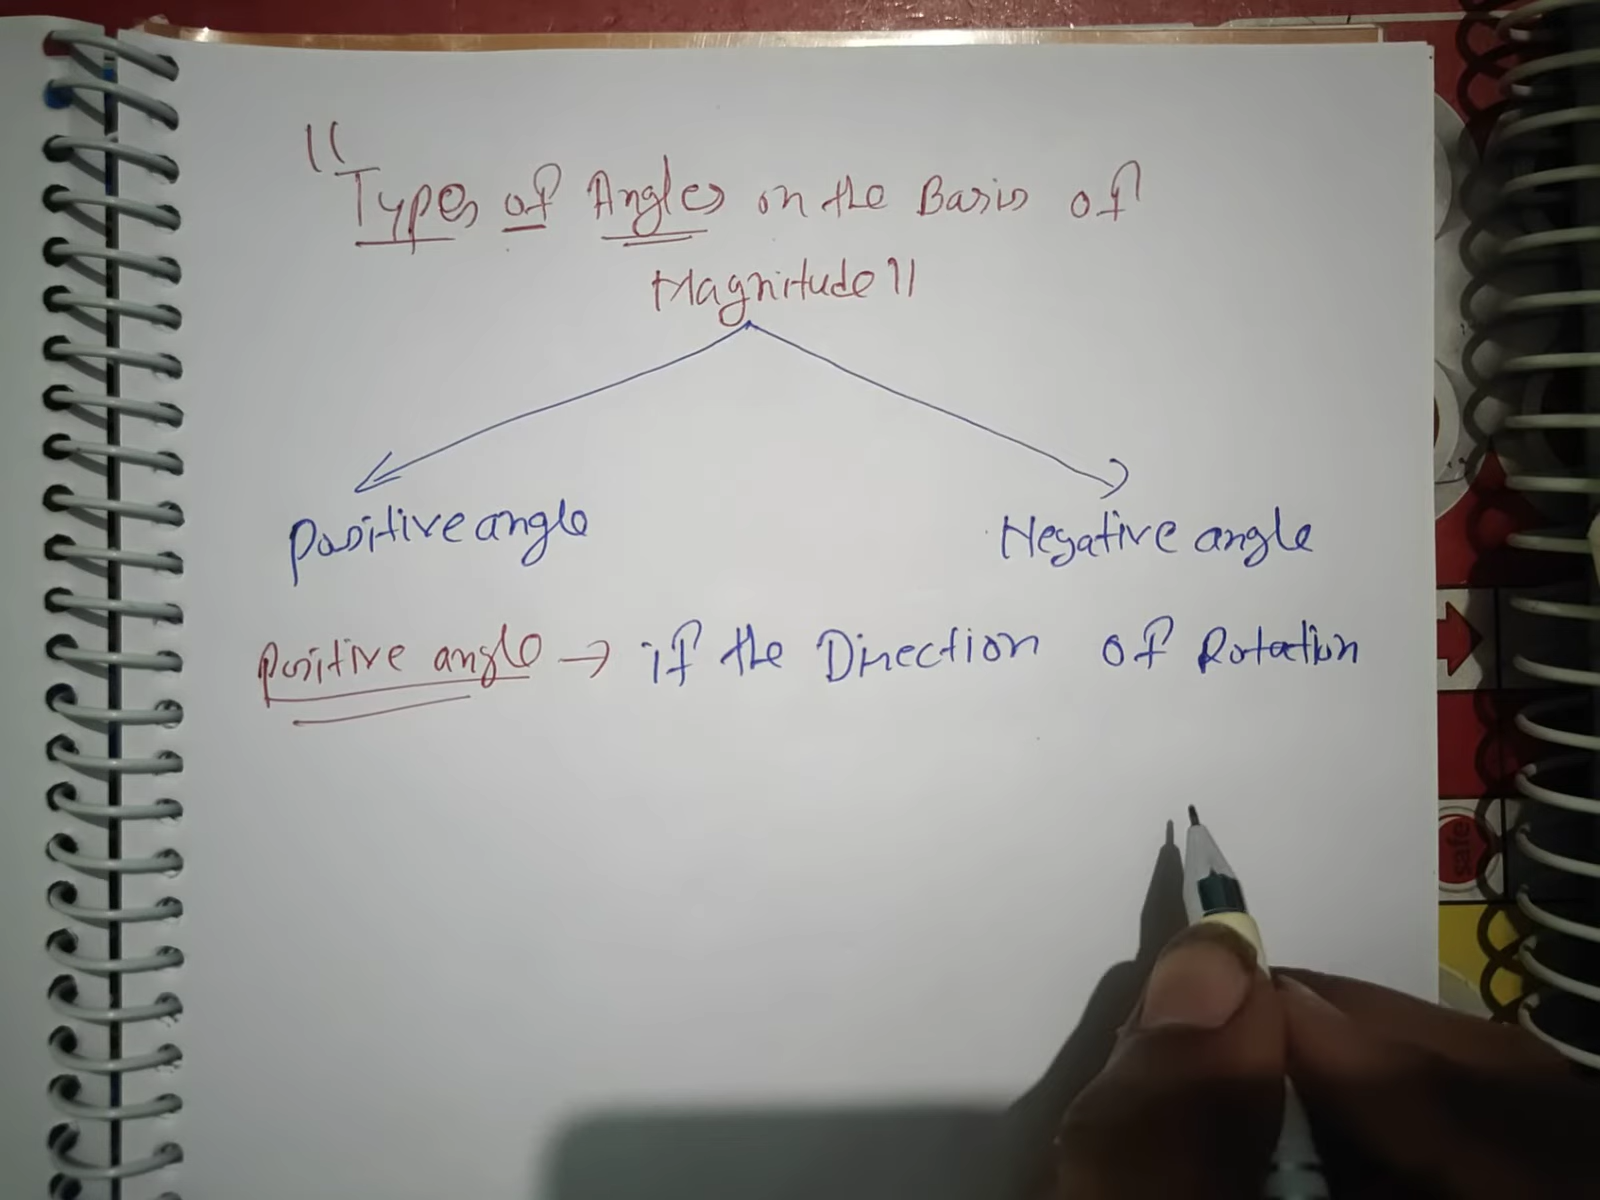 "Types of Angles on the Basis of
Magnitude"
Positive angle
Negative angle
Positive angle → if the Direction of Rotation
safe